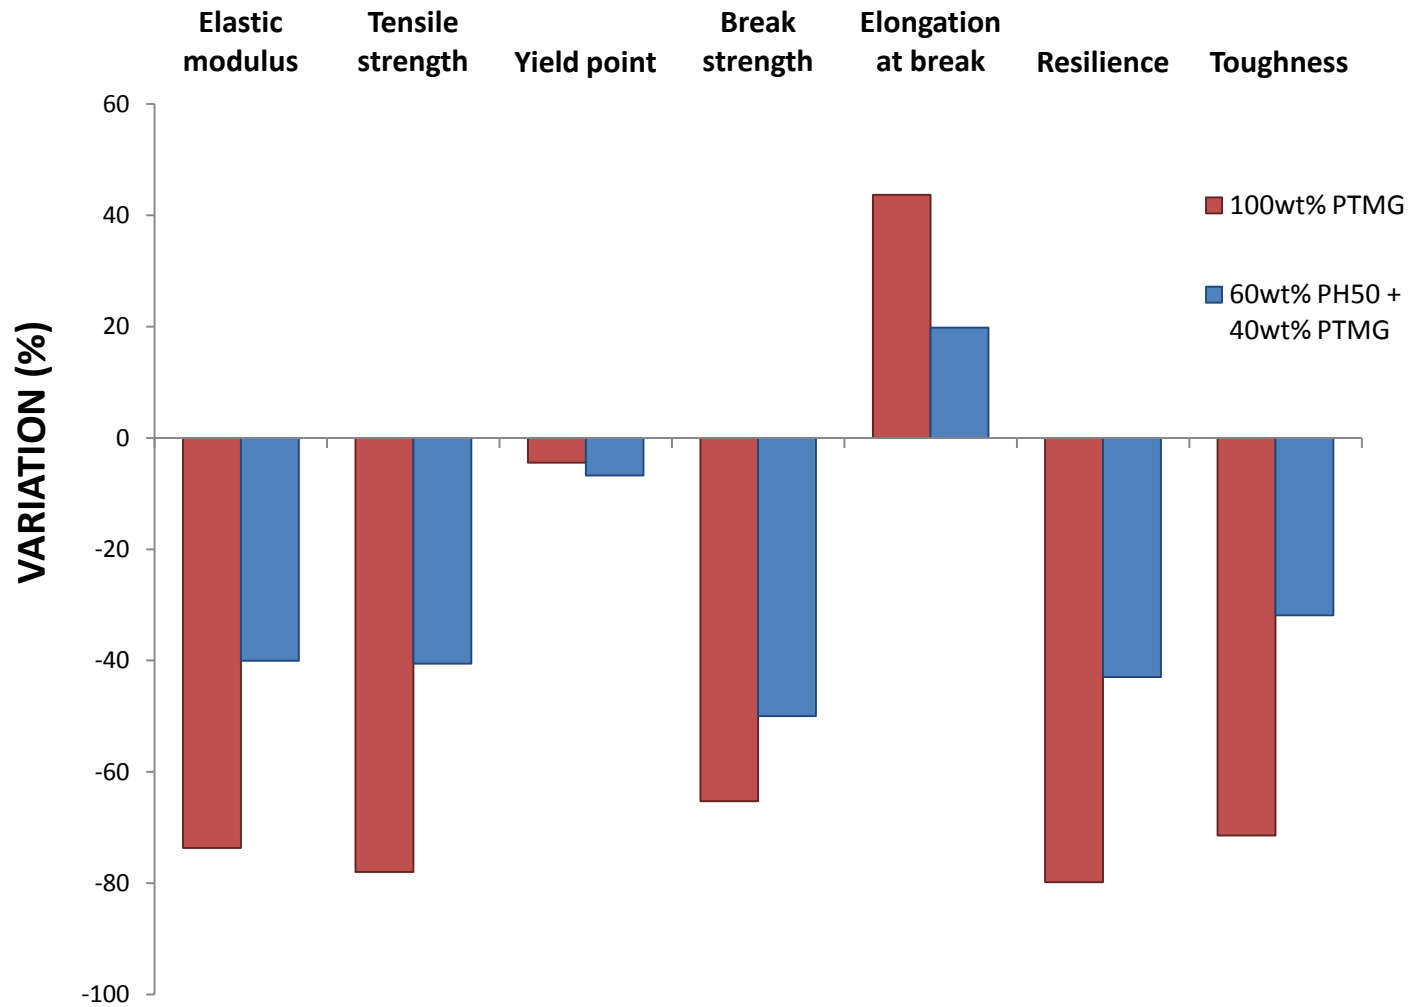 Elastic
modulus
Tensile
strength
Yield point
Break
strength
Elongation
at break
Resilience
Toughness
VARIATION (%)
60
40
20
0
-20
-40
-60
-80
-100
100wt% PTMG
60wt% PH50 +
40wt% PTMG